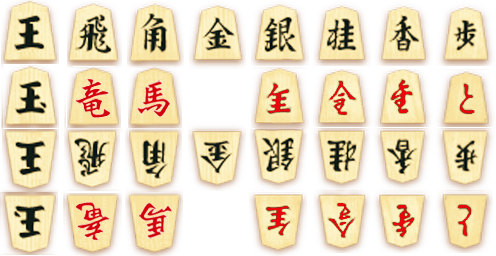 王 飛 角 金 銀 桂 香 歩
玉 竜 馬 全 と
王 飛 角 金 銀 桂 香 歩
玉 竜 馬 全 と